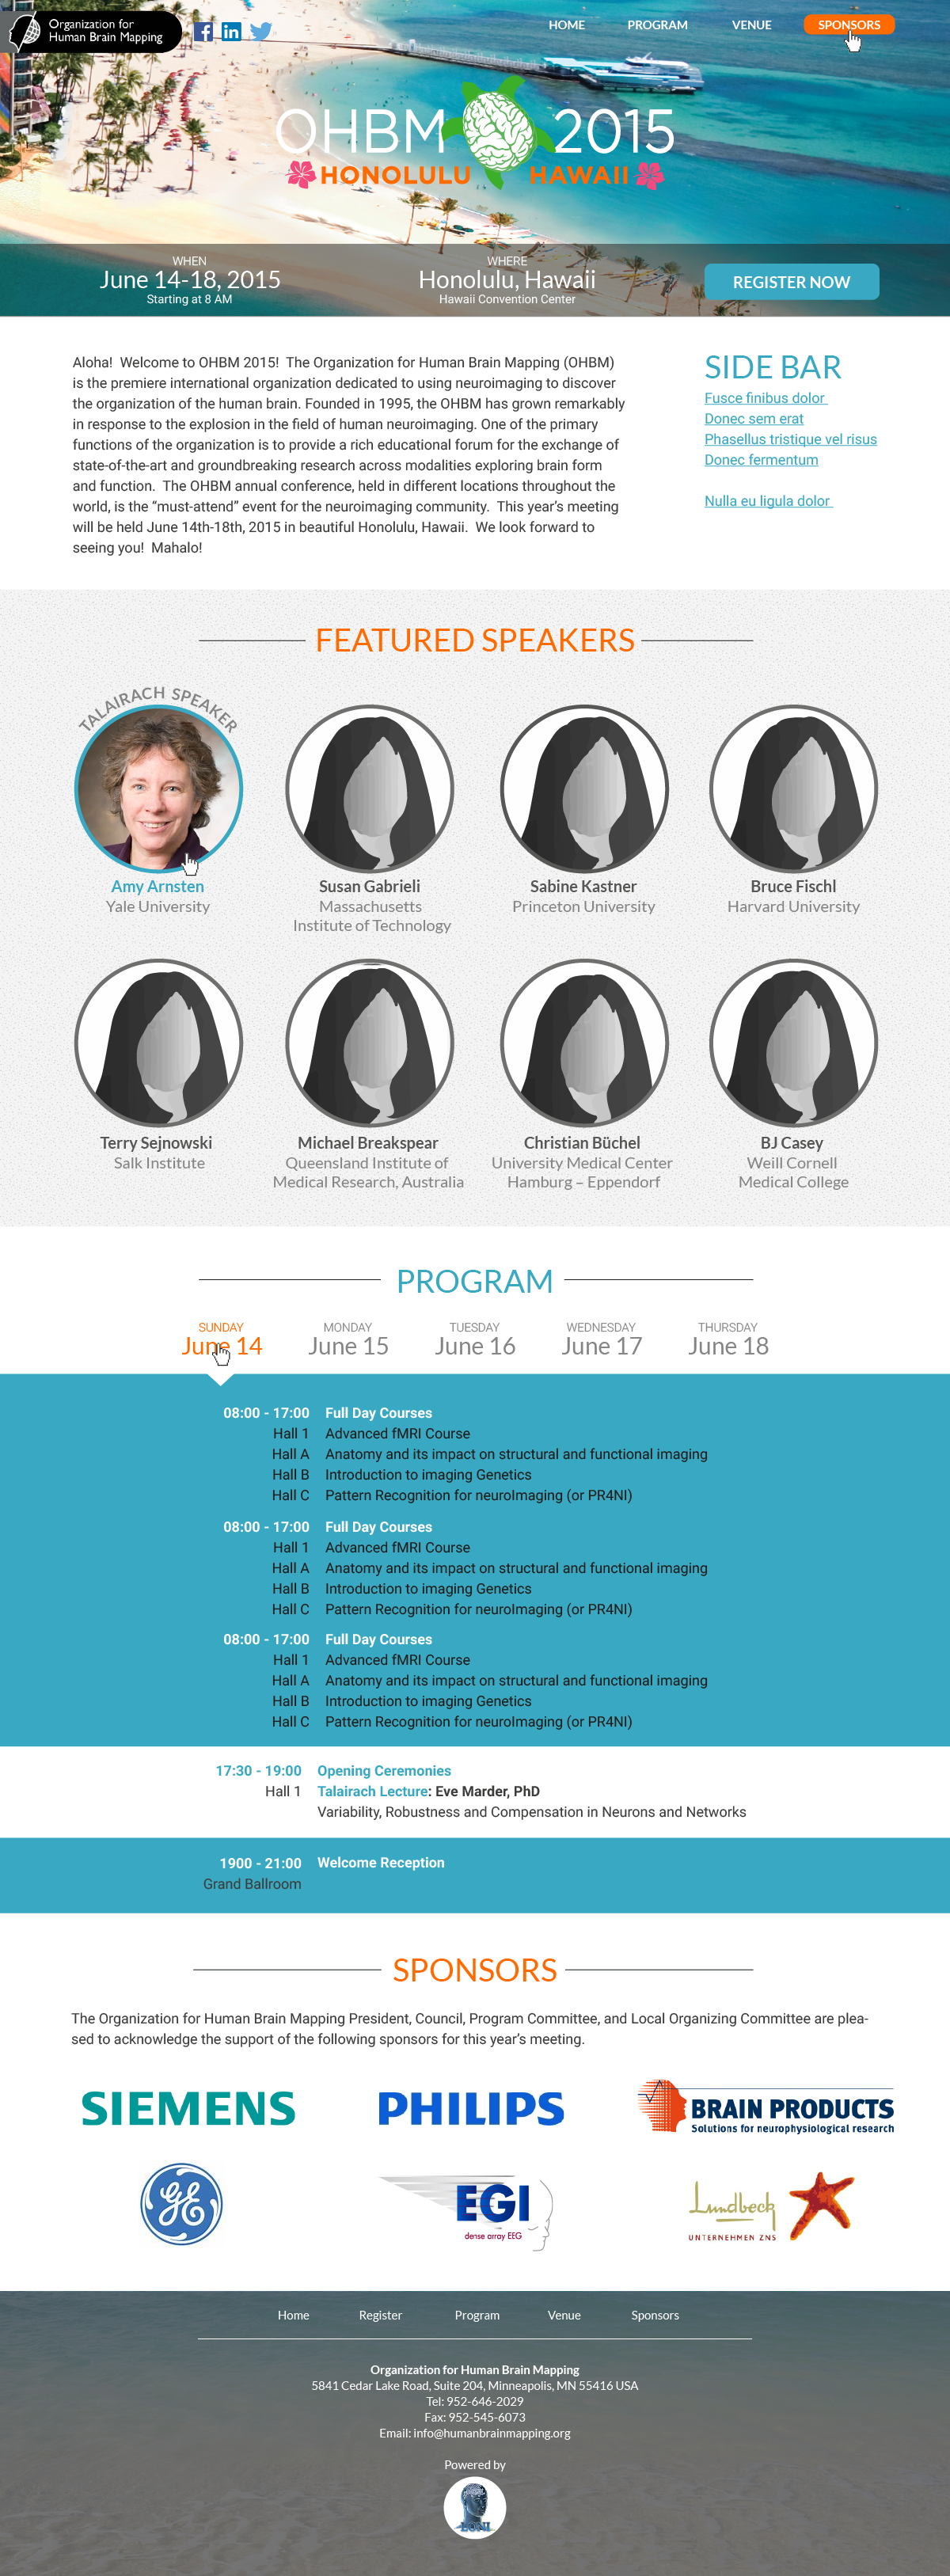 Organization for
Human Brain Mapping
HOME PROGRAM VENUE SPONSORS
OHBM 2015
HONOLULU HAWAII
WHEN
June 14-18, 2015
Starting at 8 AM
WHERE
Honolulu, Hawaii
Hawaii Convention Center
REGISTER NOW
Aloha! Welcome to OHBM 2015! The Organization for Human Brain Mapping (OHBM)
is the premiere international organization dedicated to using neuroimaging to discover
the organization of the human brain. Founded in 1995, the OHBM has grown remarkably
in response to the explosion in the field of human neuroimaging. One of the primary
functions of the organization is to provide a rich educational forum for the exchange of
state-of-the-art and groundbreaking research across modalities exploring brain form
and function. The OHBM annual conference, held in different locations throughout the
world, is the “must-attend” event for the neuroimaging community. This year’s meeting
will be held June 14th-18th, 2015 in beautiful Honolulu, Hawaii. We look forward to
seeing you! Mahalo!
SIDE BAR
Fusce finibus dolor
Donec sem erat
Phasellus tristique vel risus
Donec fermentum
Nulla eu ligula dolor
FEATURED SPEAKERS
TALAIRACH SPEAKER
Amy Arnsten
Yale University
Susan Gabrieli
Massachusetts
Institute of Technology
Sabine Kastner
Princeton University
Bruce Fischl
Harvard University
Terry Sejnowski
Salk Institute
Michael Breakspear
Queensland Institute of
Medical Research, Australia
Christian Büchel
University Medical Center
Hamburg – Eppendorf
BJ Casey
Weill Cornell
Medical College
PROGRAM
SUNDAY
June 14
MONDAY
June 15
TUESDAY
June 16
WEDNESDAY
June 17
THURSDAY
June 18
08:00 - 17:00 Full Day Courses
Hall 1 Advanced fMRI Course
Hall A Anatomy and its impact on structural and functional imaging
Hall B Introduction to imaging Genetics
Hall C Pattern Recognition for neuroImaging (or PR4NI)
08:00 - 17:00 Full Day Courses
Hall 1 Advanced fMRI Course
Hall A Anatomy and its impact on structural and functional imaging
Hall B Introduction to imaging Genetics
Hall C Pattern Recognition for neuroImaging (or PR4NI)
08:00 - 17:00 Full Day Courses
Hall 1 Advanced fMRI Course
Hall A Anatomy and its impact on structural and functional imaging
Hall B Introduction to imaging Genetics
Hall C Pattern Recognition for neuroImaging (or PR4NI)
17:30 - 19:00 Opening Ceremonies
Hall 1 Talairach Lecture: Eve Marder, PhD
Variability, Robustness and Compensation in Neurons and Networks
1900 - 21:00 Welcome Reception
Grand Ballroom
SPONSORS
The Organization for Human Brain Mapping President, Council, Program Committee, and Local Organizing Committee are plea-
sed to acknowledge the support of the following sponsors for this year’s meeting.
SIEMENS
PHILIPS
BRAIN PRODUCTS
Solutions for neurophysiological research
GE
EGI
dense array EEG
Lundbeck
UNTERNEHMEN ZNS
Home Register Program Venue Sponsors
Organization for Human Brain Mapping
5841 Cedar Lake Road, Suite 204, Minneapolis, MN 55416 USA
Tel: 952-646-2029
Fax: 952-545-6073
Email: info@humanbrainmapping.org
Powered by
LONI